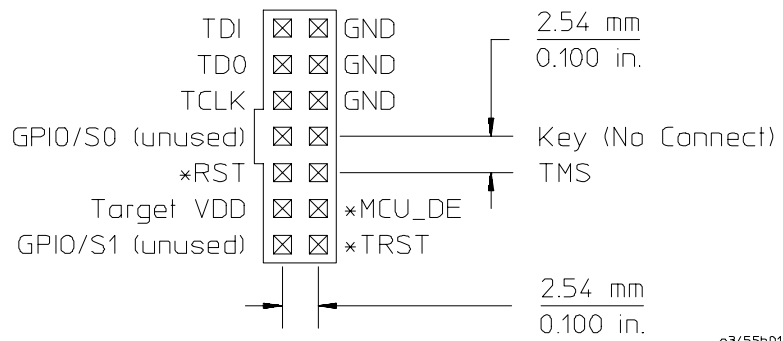 TDI GND
TD0 GND
TCLK GND
GPIO/S0 (unused) Key (No Connect)
*RST TMS
Target VDD *MCU_DE
GPIO/S1 (unused) *TRST
2.54 mm
0.100 in.
2.54 mm
0.100 in.